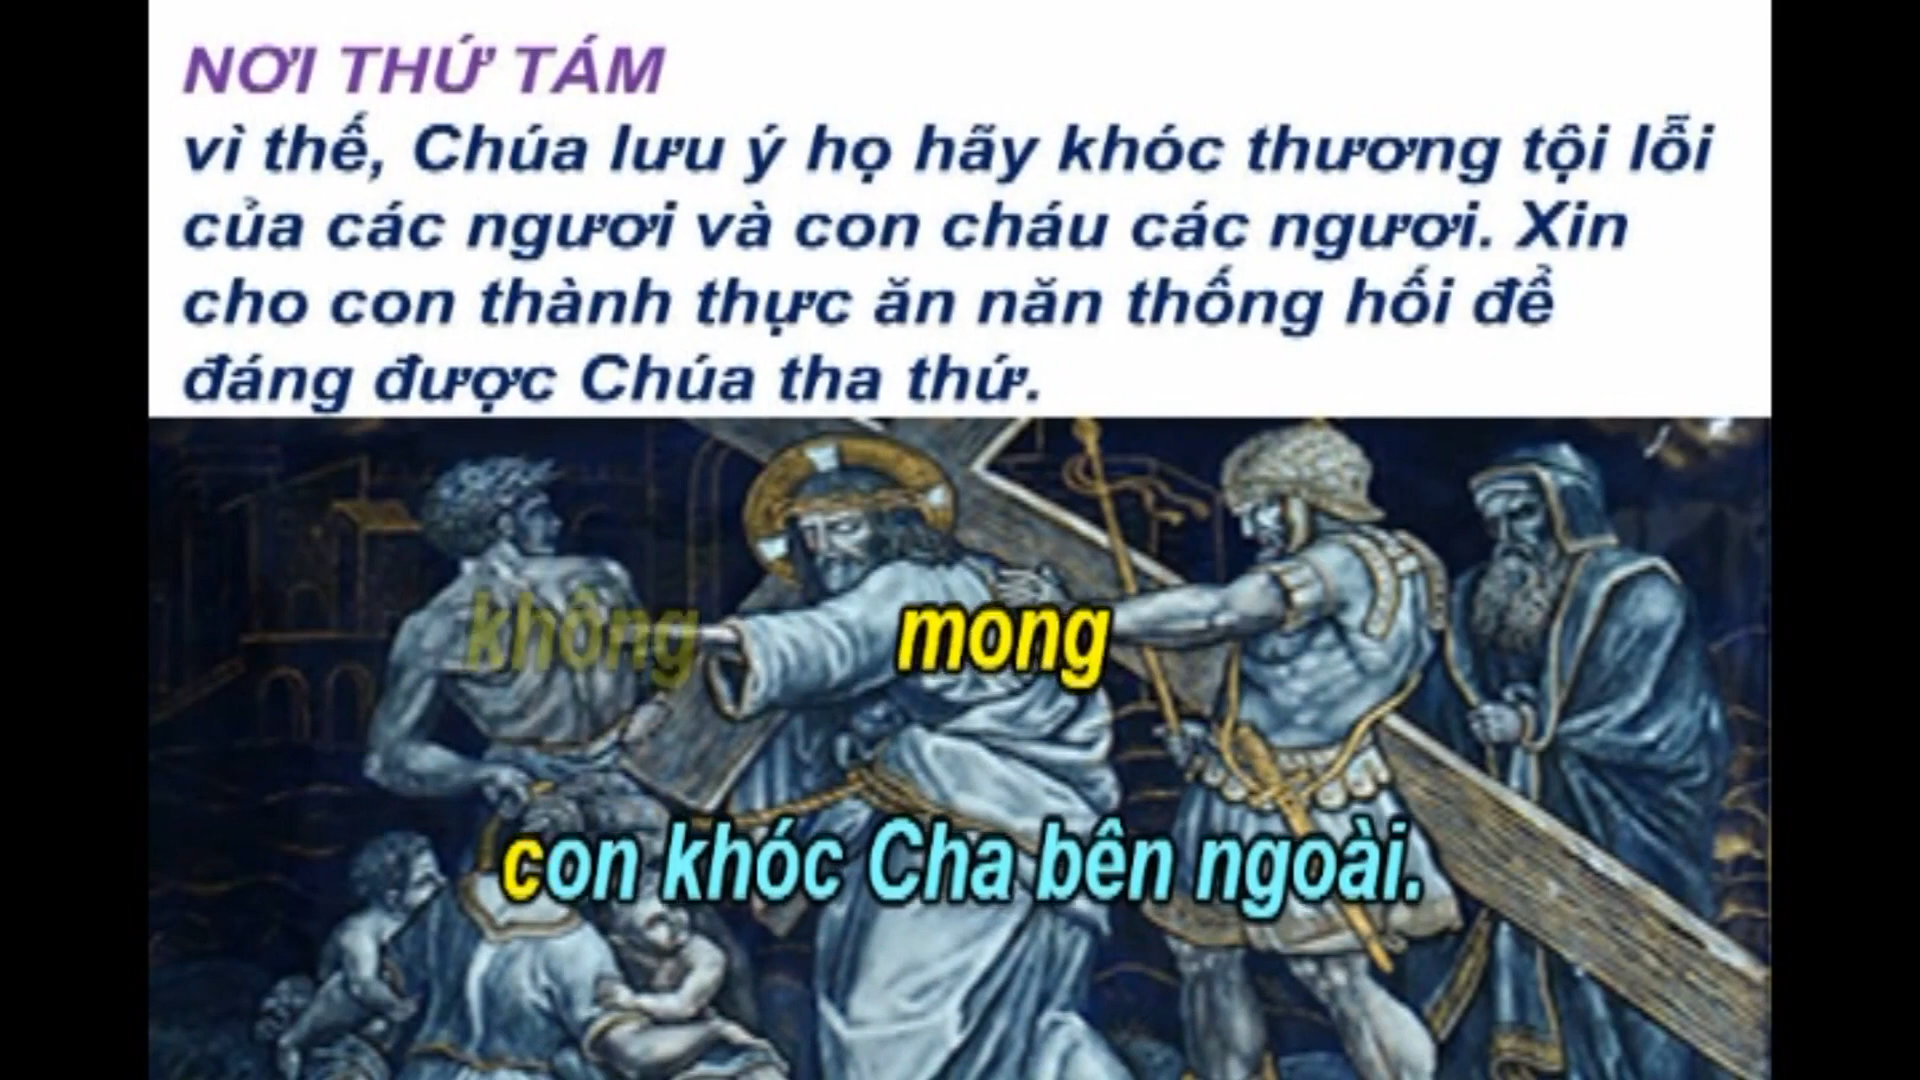 NƠI THỨ TÁM
vì thế, Chúa lưu ý họ hãy khóc thương tội lỗi
của các ngươi và con cháu các ngươi. Xin
cho con thành thực ăn năn thống hối để
đáng được Chúa tha thứ.
không mong
con khóc Cha bên ngoài.